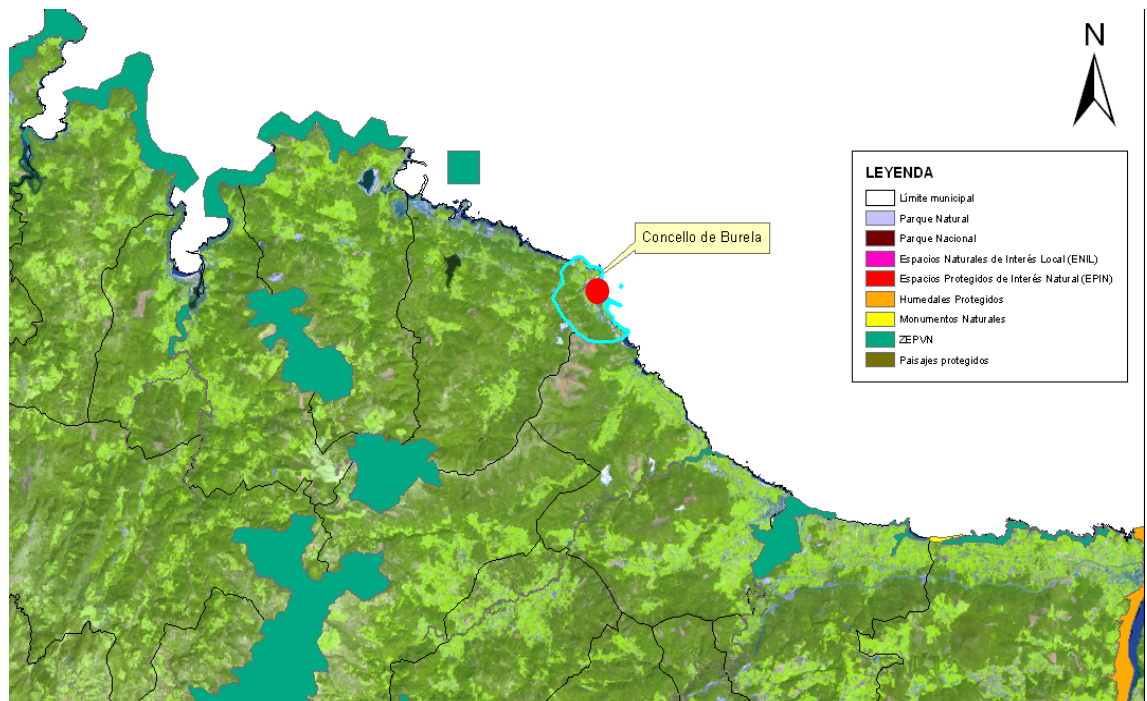 N
LEYENDA
Límite municipal
Parque Natural
Parque Nacional
Espacios Naturales de Interés Local (ENIL)
Espacios Protegidos de Interés Natural (EPIN)
Humedales Protegidos
Monumentos Naturales
ZEPVN
Paisajes protegidos
Concello de Burela